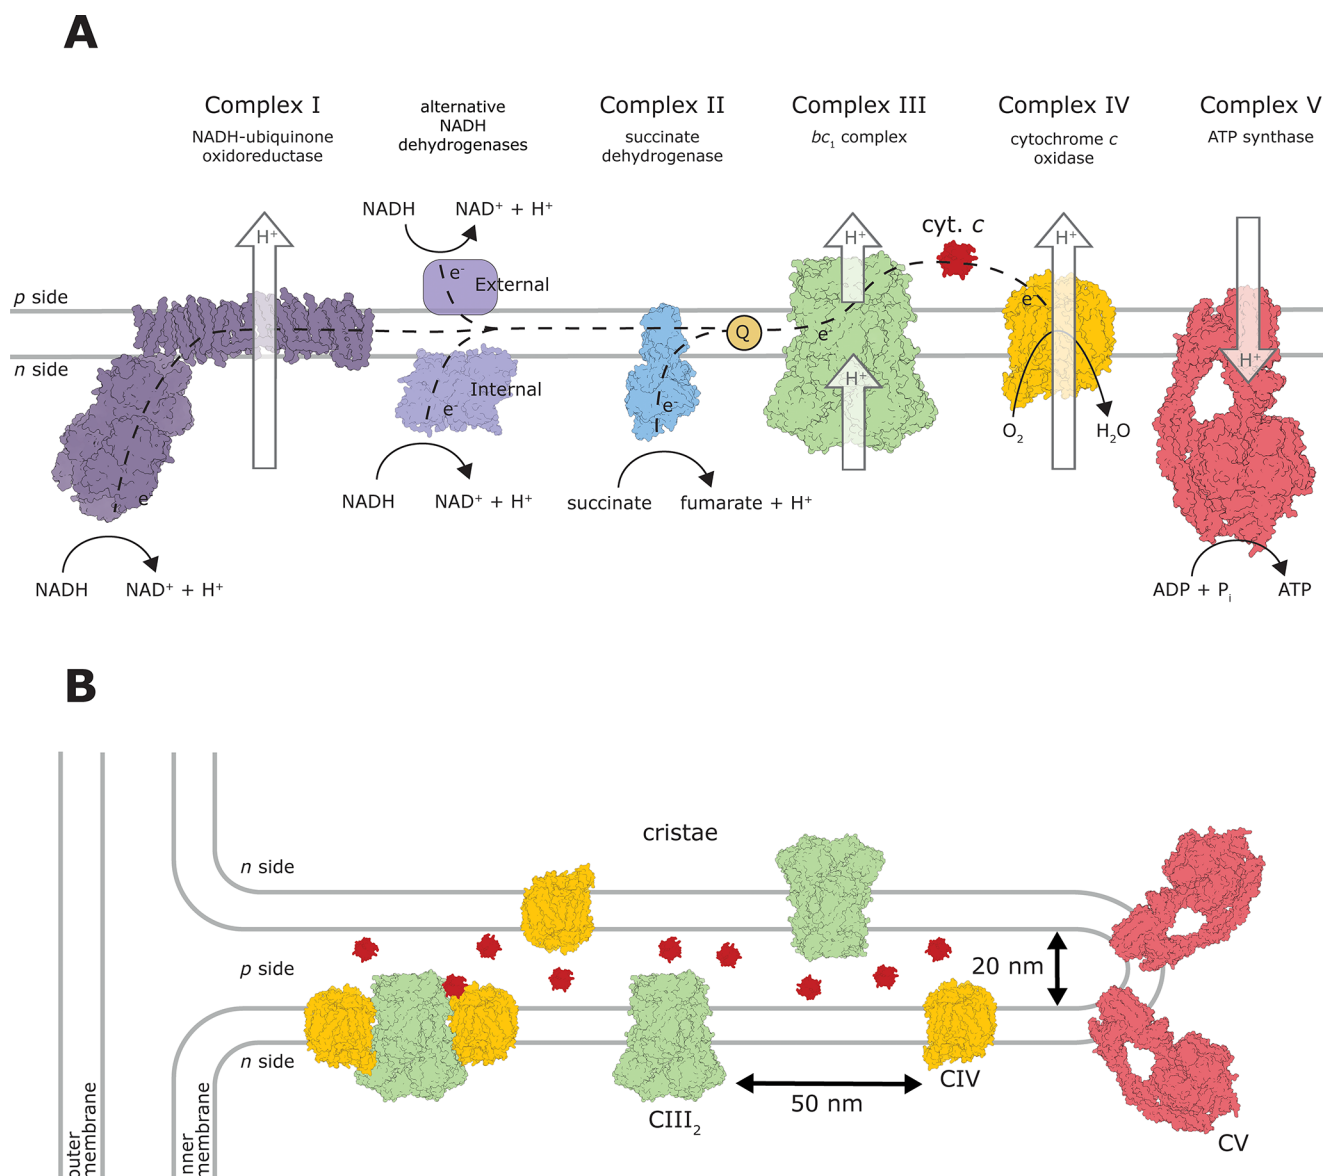 A
Complex I
NADH-ubiquinone
oxidoreductase
alternative
NADH
dehydrogenases
Complex II
succinate
dehydrogenase
Complex III
bc₁ complex
Complex IV
cytochrome c
oxidase
Complex V
ATP synthase
NADH
NAD⁺ + H⁺
H⁺
H⁺
cyt. c
H⁺
e⁻
External
p side
e⁻
Q
e⁻
H⁺
n side
Internal
H⁺
e⁻
e⁻
O₂
H₂O
e⁻
NADH
NAD⁺ + H⁺
succinate
fumarate + H⁺
NADH
NAD⁺ + H⁺
ADP + Pᵢ
ATP
B
cristae
n side
p side
20 nm
n side
CIV
50 nm
CIII₂
CV
outer
membrane
inner
membrane